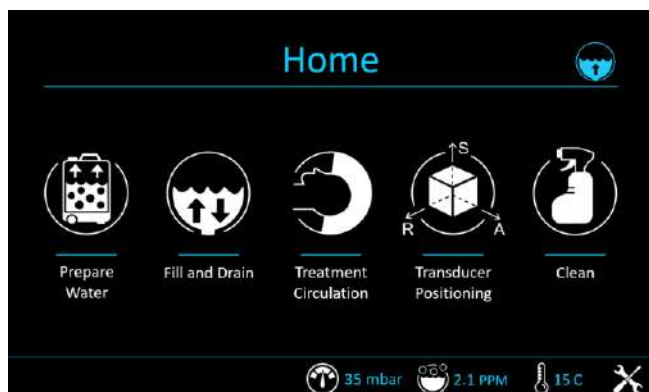 Home
S
R
A
Prepare
Water
Fill and Drain
Treatment
Circulation
Transducer
Positioning
Clean
35 mbar
2.1 PPM
15 C